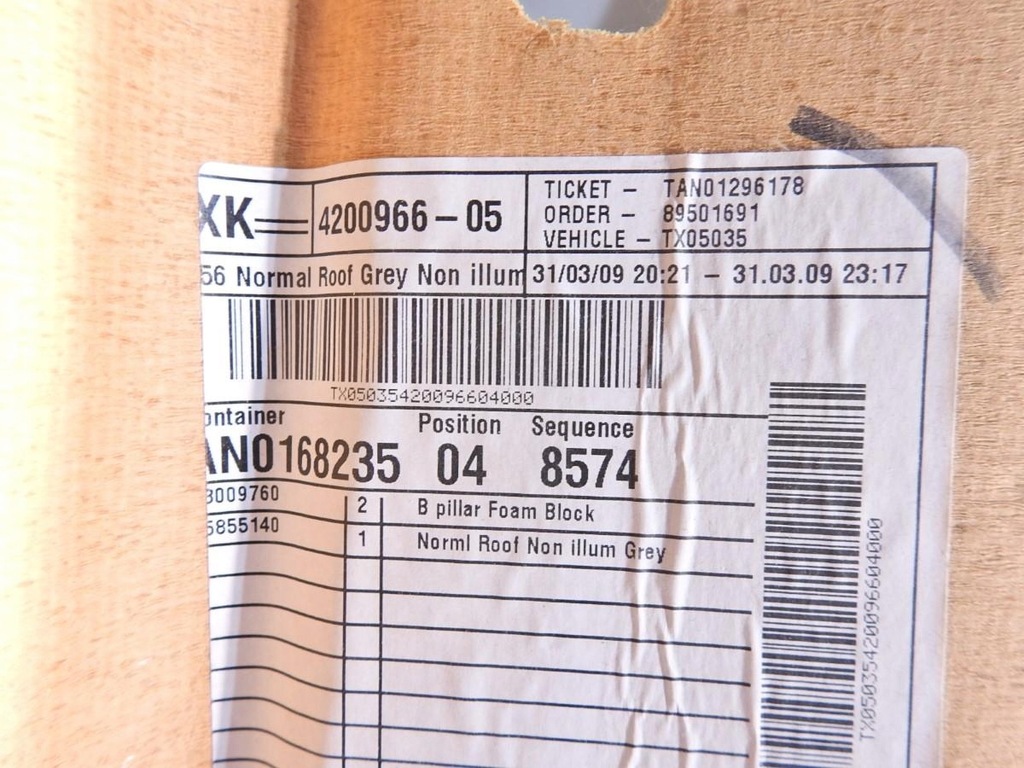 XK 4200966-05
TICKET - TAN01296178
ORDER - 89501691
VEHICLE - TX05035
56 Normal Roof Grey Non illum 31/03/09 20:21 - 31.03.09 23:17
TX05035420096604000
ontainer Position Sequence
AN0168235 04 8574
3009760 2 B pillar Foam Block
5855140 1 Norml Roof Non illum Grey
TX05035420096604000